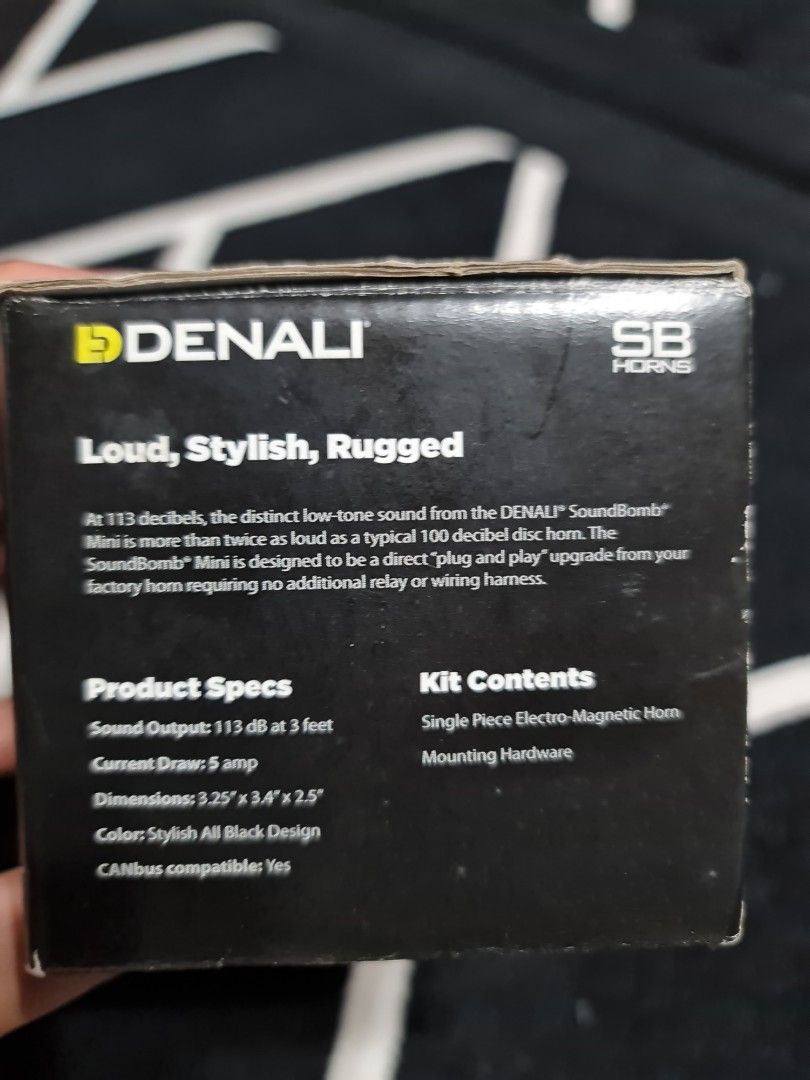 DENALI®
SB
HORNS
Loud, Stylish, Rugged
At 113 decibels, the distinct low-tone sound from the DENALI® SoundBomb®
Mini is more than twice as loud as a typical 100 decibel disc horn. The
SoundBomb® Mini is designed to be a direct "plug and play" upgrade from your
factory horn requiring no additional relay or wiring harness.
Product Specs
Sound Output: 113 dB at 3 feet
Current Draw: 5 amp
Dimensions: 3.25" x 3.4" x 2.5"
Color: Stylish All Black Design
CANbus compatible: Yes
Kit Contents
Single Piece Electro-Magnetic Horn
Mounting Hardware